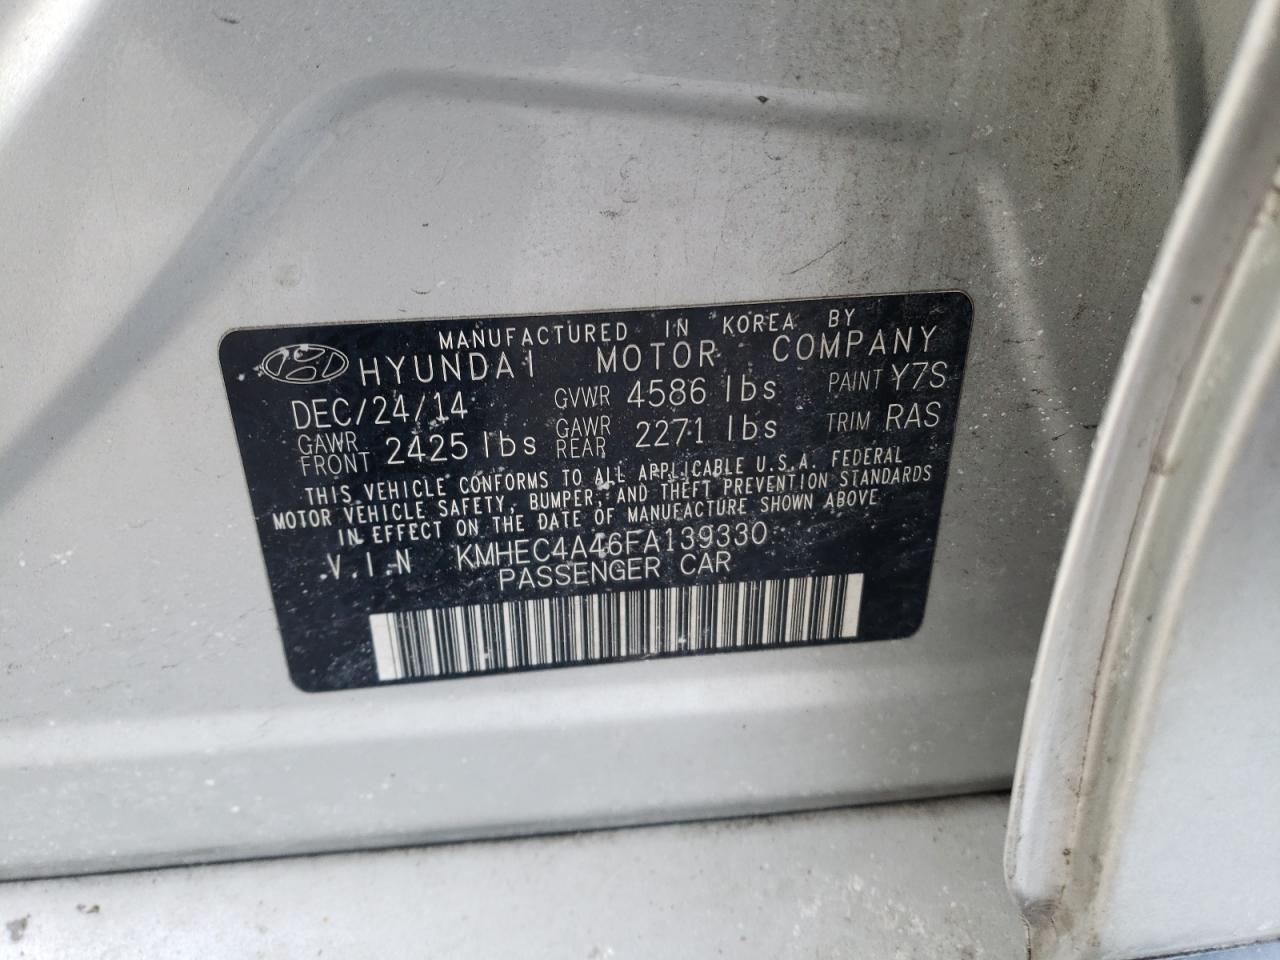 MANUFACTURED IN KOREA BY
HYUNDAI MOTOR COMPANY
DEC/24/14 GVWR 4586 lbs PAINT Y7S
GAWR FRONT 2425 lbs GAWR REAR 2271 lbs TRIM RAS
THIS VEHICLE CONFORMS TO ALL APPLICABLE U.S.A. FEDERAL
MOTOR VEHICLE SAFETY, BUMPER, AND THEFT PREVENTION STANDARDS
IN EFFECT ON THE DATE OF MANUFACTURE SHOWN ABOVE
V.I.N KMHEC4A46FA139330
PASSENGER CAR